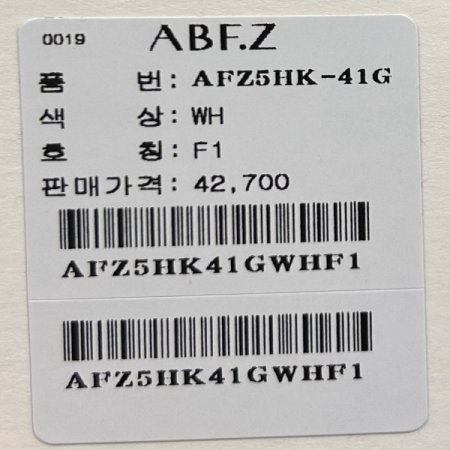 0019 ABF.Z
품 번: AFZ5HK-41G
색 상: WH
호 칭: F1
판매가격: 42,700
AFZ5HK41GWHF1
AFZ5HK41GWHF1